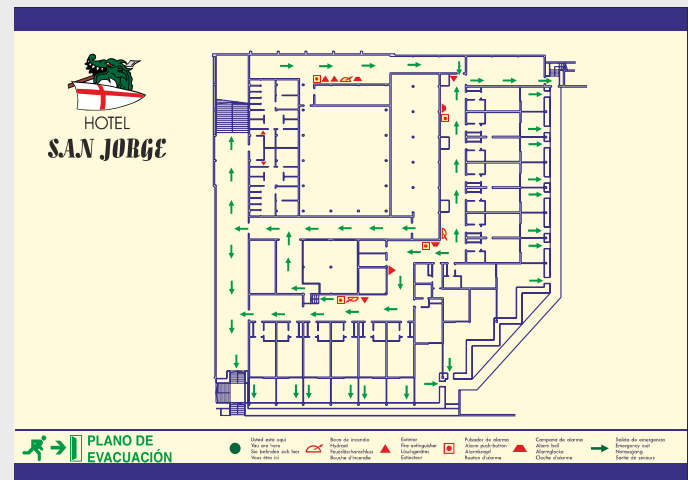 HOTEL
SAN JORGE
PLANO DE
EVACUACIÓN
Usted está aquí
You are here
Sie befinden sich hier
Vous êtes ici
Boca de incendio
Hydrant
Feuerlöschanschluss
Bouche d'incendie
Extintor
Fire extinguisher
Löschgerätes
Extincteur
Pulsador de alarma
Alarm push-button
Alarmknopf
Bouton d'alarme
Campana de alarma
Alarm bell
Alarmglocke
Cloche d'alarme
Salida de emergencia
Emergency exit
Notausgang
Sortie de secours